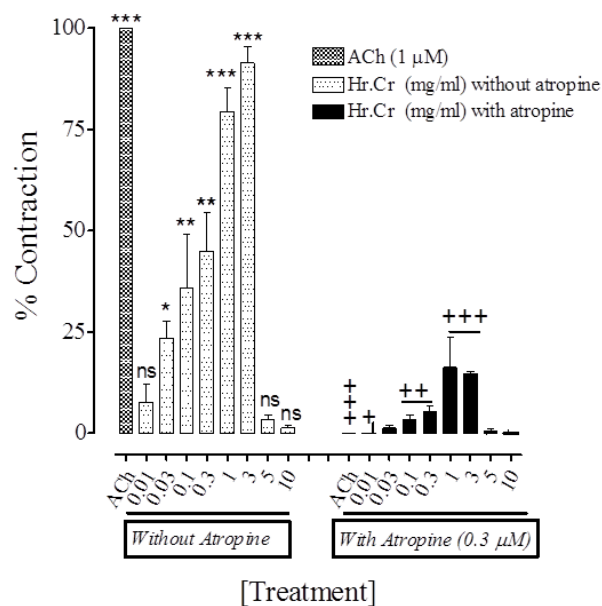 ***
100
***
ACh (1 μM)
Hr.Cr (mg/ml) without atropine
Hr.Cr (mg/ml) with atropine
***
75
% Contraction
50
**
**
*
25
+++
ns
+
+
+
+
++
ns
ns
0
ACh 0.01 0.03 0.1 0.3 1 3 5 10
ACh 0.01 0.03 0.1 0.3 1 3 5 10
Without Atropine
With Atropine (0.3 μM)
[Treatment]